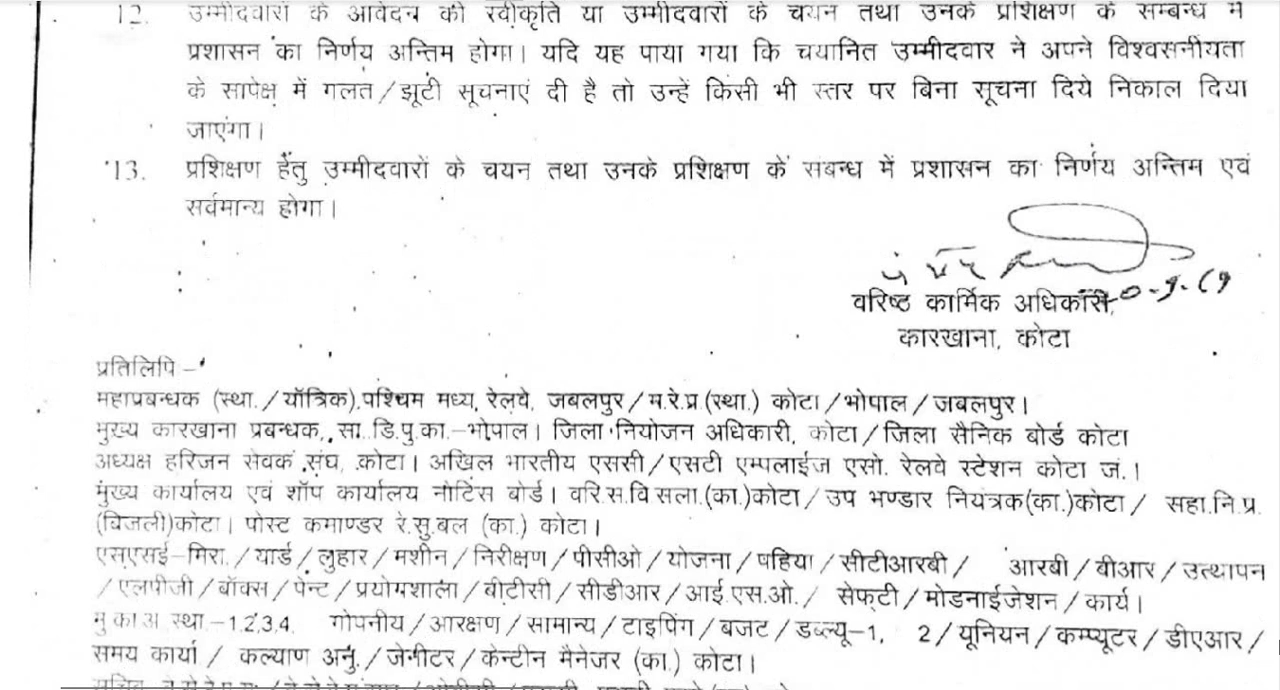 12. उम्मीदवारों के आवेदन की स्वीकृति या उम्मीदवारों के चयन तथा उनके प्रशिक्षण के सम्बन्ध में
प्रशासन का निर्णय अन्तिम होगा। यदि यह पाया गया कि चयानित उम्मीदवार ने अपने विश्वसनीयता
के सापेक्ष में गलत/झूटी सूचनाएं दी है तो उन्हें किसी भी स्तर पर बिना सूचना दिये निकाल दिया
जाएंगा।
13. प्रशिक्षण हेतु उम्मीदवारों के चयन तथा उनके प्रशिक्षण के संबन्ध में प्रशासन का निर्णय अन्तिम एवं
सर्वमान्य होगा।
वरिष्ठ कार्मिक अधिकारी,
कारखाना, कोटा
प्रतिलिपि:–
महाप्रबन्धक (स्था./यॉत्रिक) पश्चिम मध्य, रेलवे, जबलपुर/म.रे.प्र.(स्था.) कोटा/भोपाल/जबलपुर।
मुख्य कारखाना प्रबन्धक, सा.डि.पु.का.–भोपाल। जिला नियोजन अधिकारी, कोटा/जिला सैनिक बोर्ड कोटा
अध्यक्ष हरिजन सेवक संघ, कोटा। अखिल भारतीय एससी/एसटी एम्पलाईज एसो. रेलवे स्टेशन कोटा जं.।
मुख्य कार्यालय एवं शॉप कार्यालय नोटिस बोर्ड। वरि.स.वि सला.(का.)कोटा/उप भण्डार नियंत्रक(का.)कोटा/ सहा.नि.प्र.
(बिजली)कोटा। पोस्ट कमाण्डर रे.सु.बल (का.) कोटा।
एसएसई–मिरा./यार्ड/लुहार/मशीन/निरीक्षण/पीसीओ/योजना/पहिया/सीटीआरबी/ आरबी/बीआर/उत्थापन
/एलपीजी/बॉक्स/पेन्ट/प्रयोगशाला/बीटीसी/सीडीआर/आई.एस.ओ./ सेफ्टी/मोडनाईजेशन/कार्य।
मु.का.अ. स्था.–1,2,3,4, गोपनीय/आरक्षण/सामान्य/टाइपिंग/बजट/डब्ल्यू–1, 2/यूनियन/कम्प्यूटर/डीएआर/
समय कार्या/ कल्याण अनु./जेनीटर/केन्टीन मैनेजर (का.) कोटा।